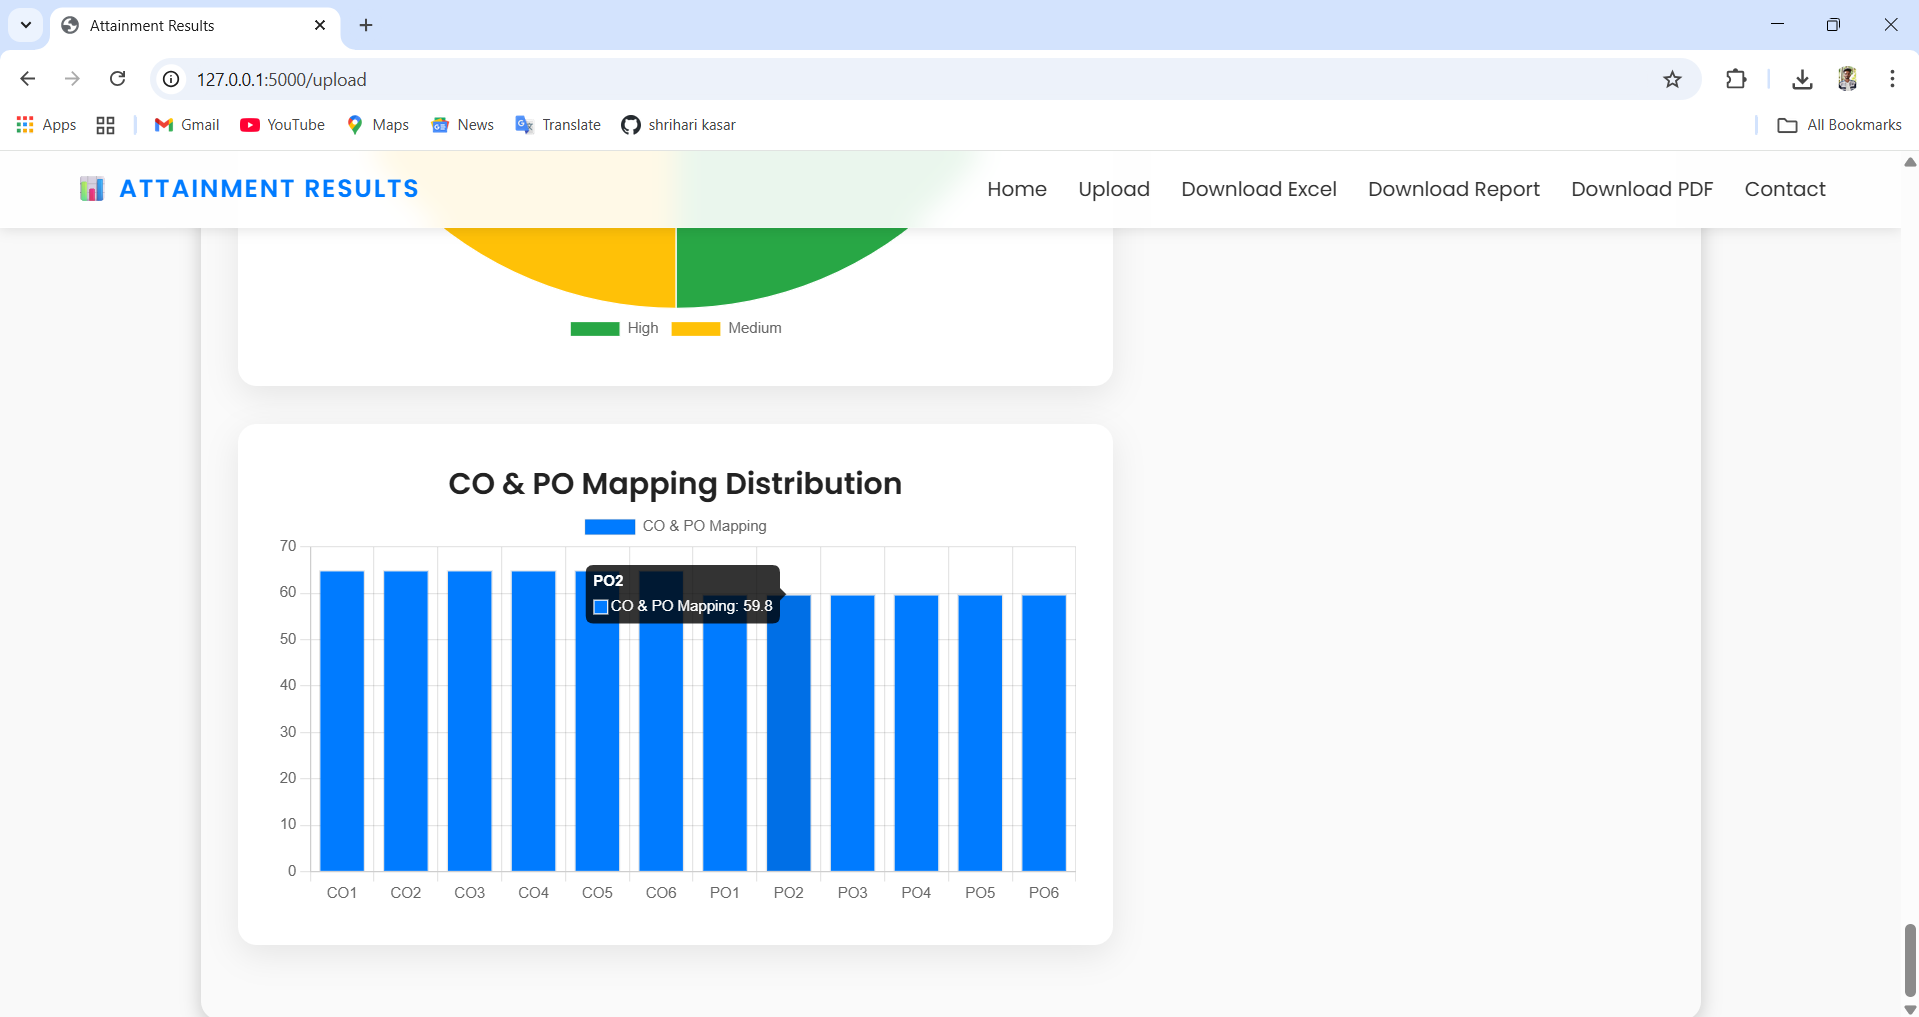 Attainment Results
127.0.0.1:5000/upload
Apps Gmail YouTube Maps News Translate shrihari kasar All Bookmarks
ATTAINMENT RESULTS Home Upload Download Excel Download Report Download PDF Contact
High Medium
CO & PO Mapping Distribution
CO & PO Mapping
70
60
50
40
30
20
10
0
PO2
CO & PO Mapping: 59.8
CO1 CO2 CO3 CO4 CO5 CO6 PO1 PO2 PO3 PO4 PO5 PO6